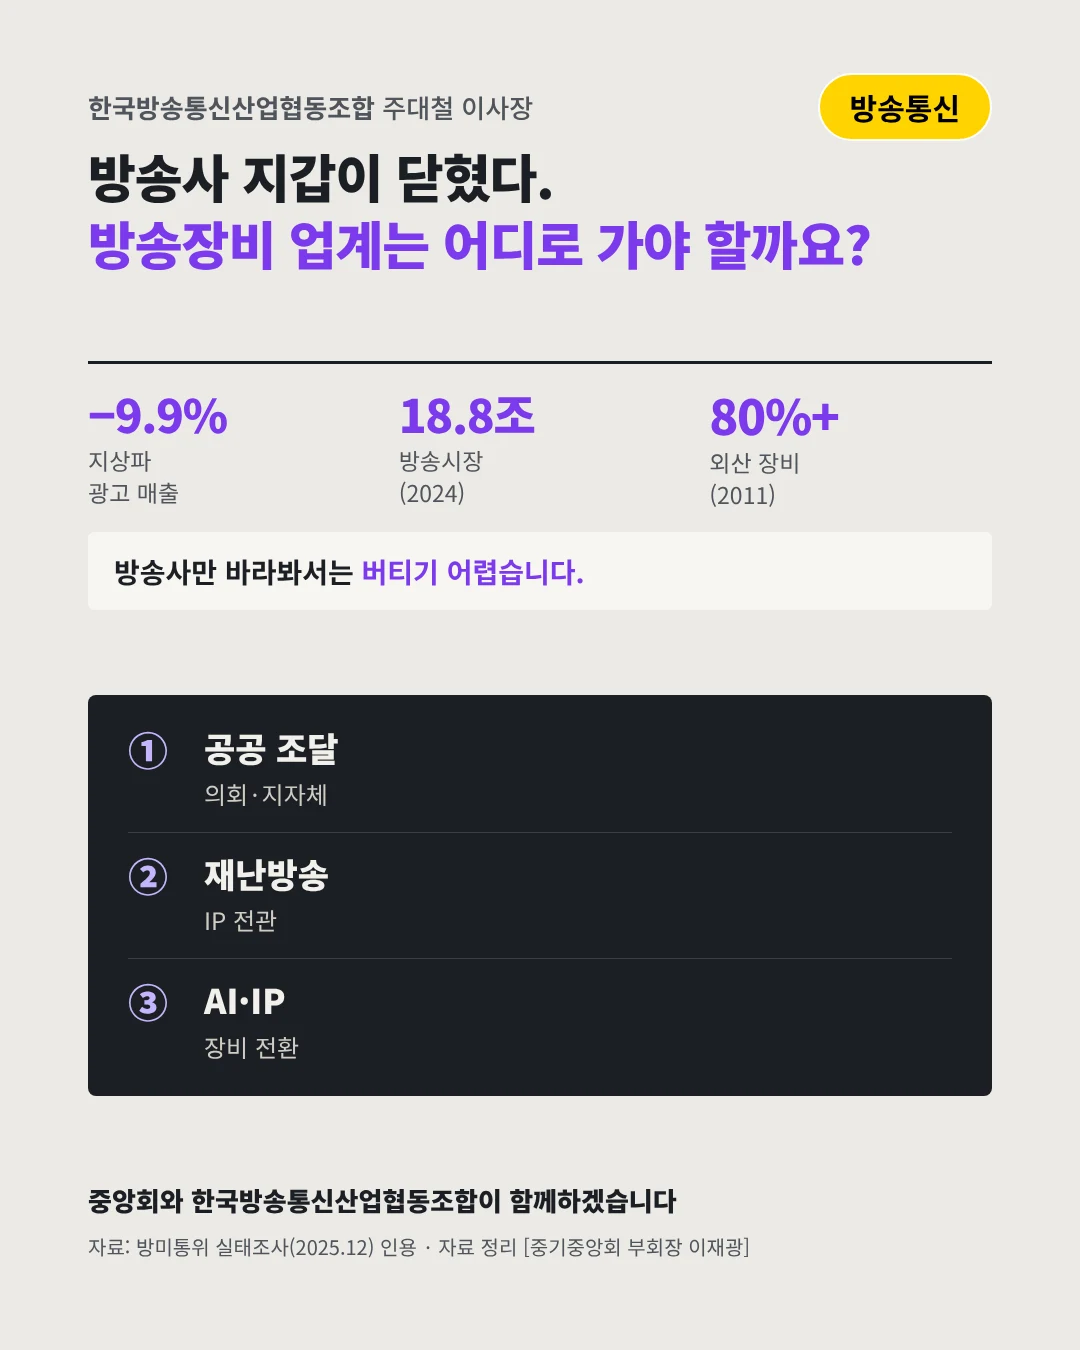 한국방송통신산업협동조합 주대철 이사장
방송통신
방송사 지갑이 닫혔다.
방송장비 업계는 어디로 가야 할까요?
−9.9%
지상파
광고 매출
18.8조
방송시장
(2024)
80%+
외산 장비
(2011)
방송사만 바라봐서는 버티기 어렵습니다.
① 공공 조달
의회·지자체
② 재난방송
IP 전관
③ AI·IP
장비 전환
중앙회와 한국방송통신산업협동조합이 함께하겠습니다
자료: 방미통위 실태조사(2025.12) 인용 · 자료 정리 [중기중앙회 부회장 이재광]